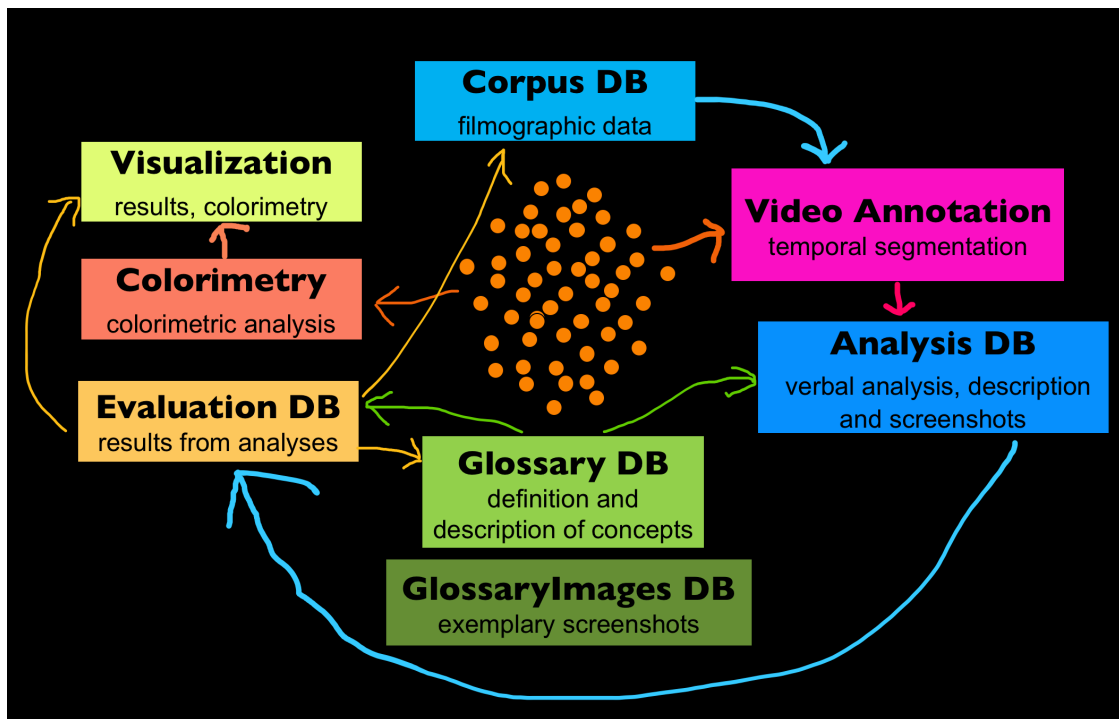 Corpus DB
filmographic data
Visualization
results, colorimetry
Video Annotation
temporal segmentation
Colorimetry
colorimetric analysis
Analysis DB
verbal analysis, description
and screenshots
Evaluation DB
results from analyses
Glossary DB
definition and
description of concepts
GlossaryImages DB
exemplary screenshots